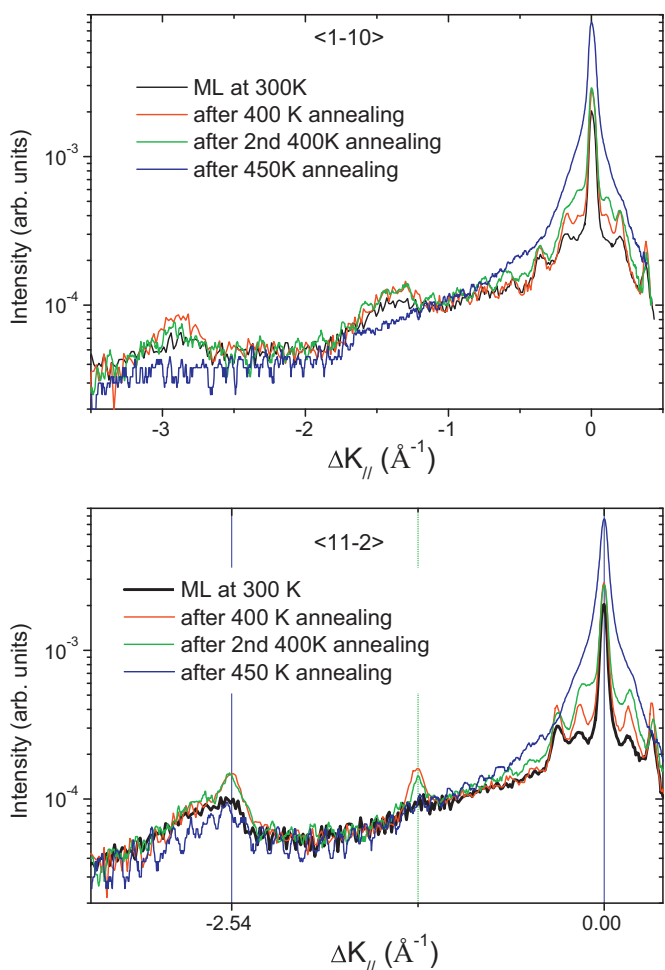 <1-10>
ML at 300K
after 400 K annealing
after 2nd 400K annealing
after 450K annealing
Intensity (arb. units)
10⁻³
10⁻⁴
-3 -2 -1 0
ΔK// (Å⁻¹)
<11-2>
ML at 300 K
after 400 K annealing
after 2nd 400K annealing
after 450 K annealing
Intensity (arb. units)
10⁻³
10⁻⁴
-2.54 0.00
ΔK// (Å⁻¹)